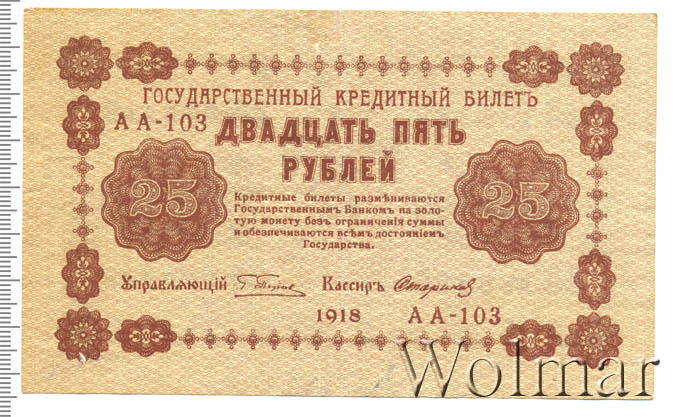 ГОСУДАРСТВЕННЫЙ КРЕДИТНЫЙ БИЛЕТЪ
АА-103
ДВАДЦАТЬ ПЯТЬ
РУБЛЕЙ
25
25
Кредитные билеты размѣниваются
Государственнымъ Банкомъ на золо-
тую монету безъ ограниченія суммы
и обезпечиваются всѣмъ достояніемъ
Государства.
Управляющій
Кассиръ Стариков
1918
АА-103
Wolmar